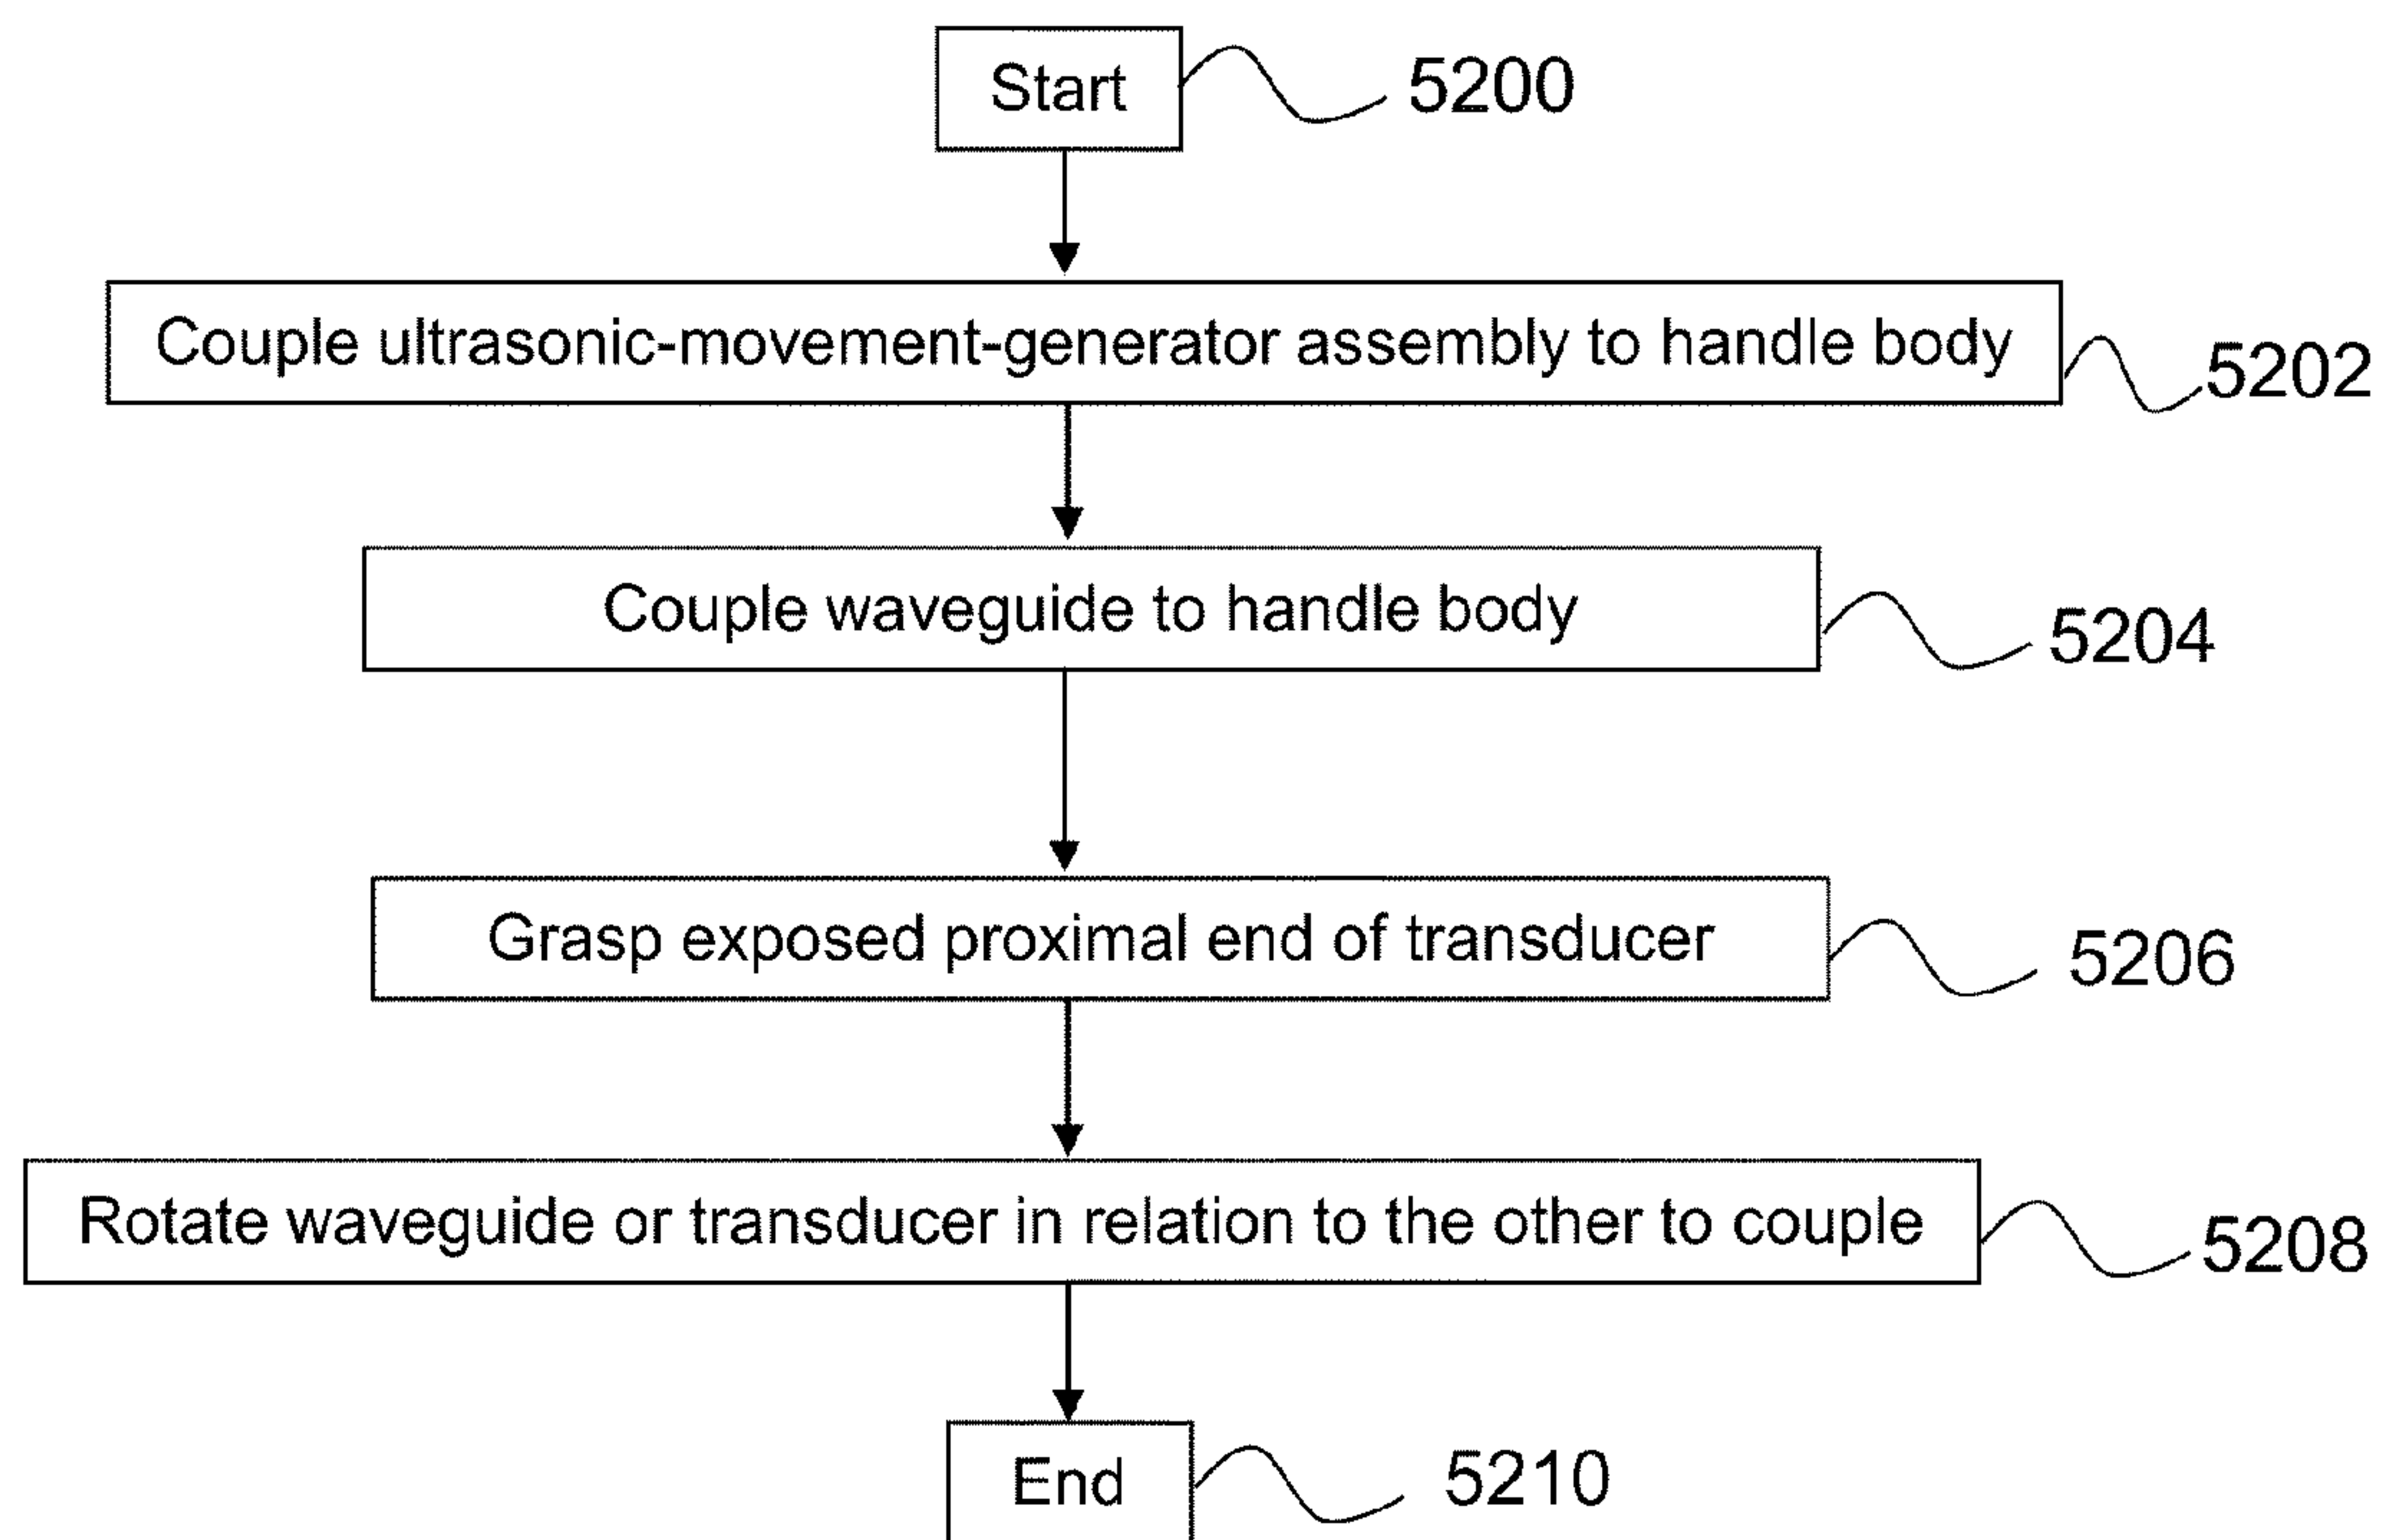 Start
5200
Couple ultrasonic-movement-generator assembly to handle body
5202
Couple waveguide to handle body
5204
Grasp exposed proximal end of transducer
5206
Rotate waveguide or transducer in relation to the other to couple
5208
End
5210